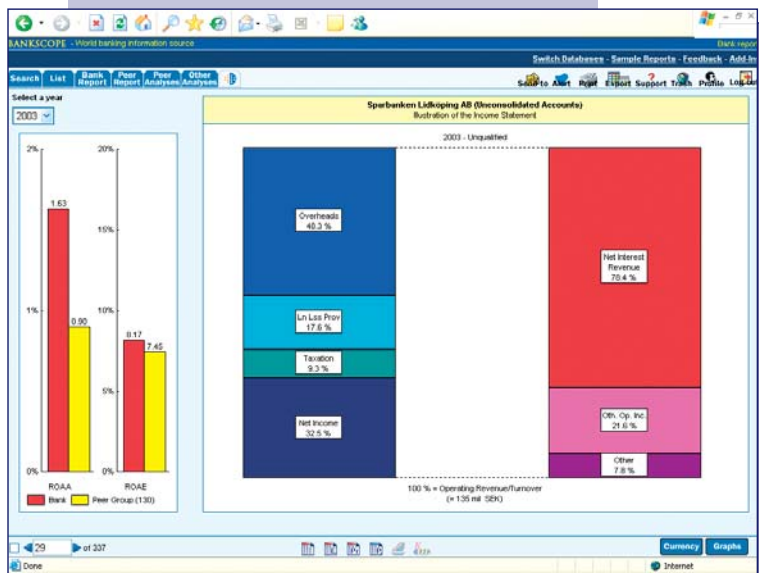 BANKSCOPE - World banking information source
Bank repor
Switch Databases - Sample Reports - Feedback - Add-In
Search List Bank Report Peer Report Peer Analyses Other Analyses
Send to Alert Print Export Support Train Profile Log Out
Select a year
2003
Sparbanken Lidköping AB (Unconsolidated Accounts)
Illustration of the Income Statement
2003 - Unqualified
2% 20%
1.63
15%
1% 10%
0.90
8.17
7.45
5%
0% 0%
ROAA ROAE
Bank Peer Group (130)
Overheads
48.3 %
Ln Lss Prov
17.6 %
Taxation
9.3 %
Net Income
32.5 %
Net Interest
Revenue
78.4 %
Oth. Op. Inc.
21.6 %
Other
7.8 %
100 % = Operating Revenue/Turnover
(= 135 mil SEK)
29 of 337
Currency Graphs
Done
Internet